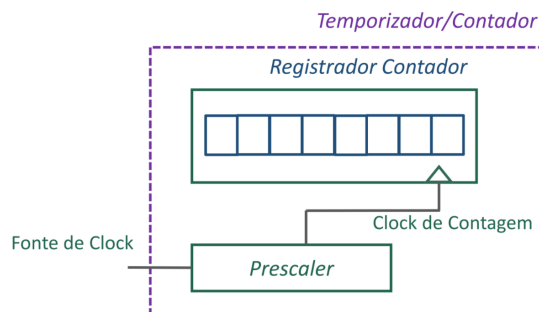 Temporizador/Contador
Registrador Contador
Clock de Contagem
Fonte de Clock
Prescaler